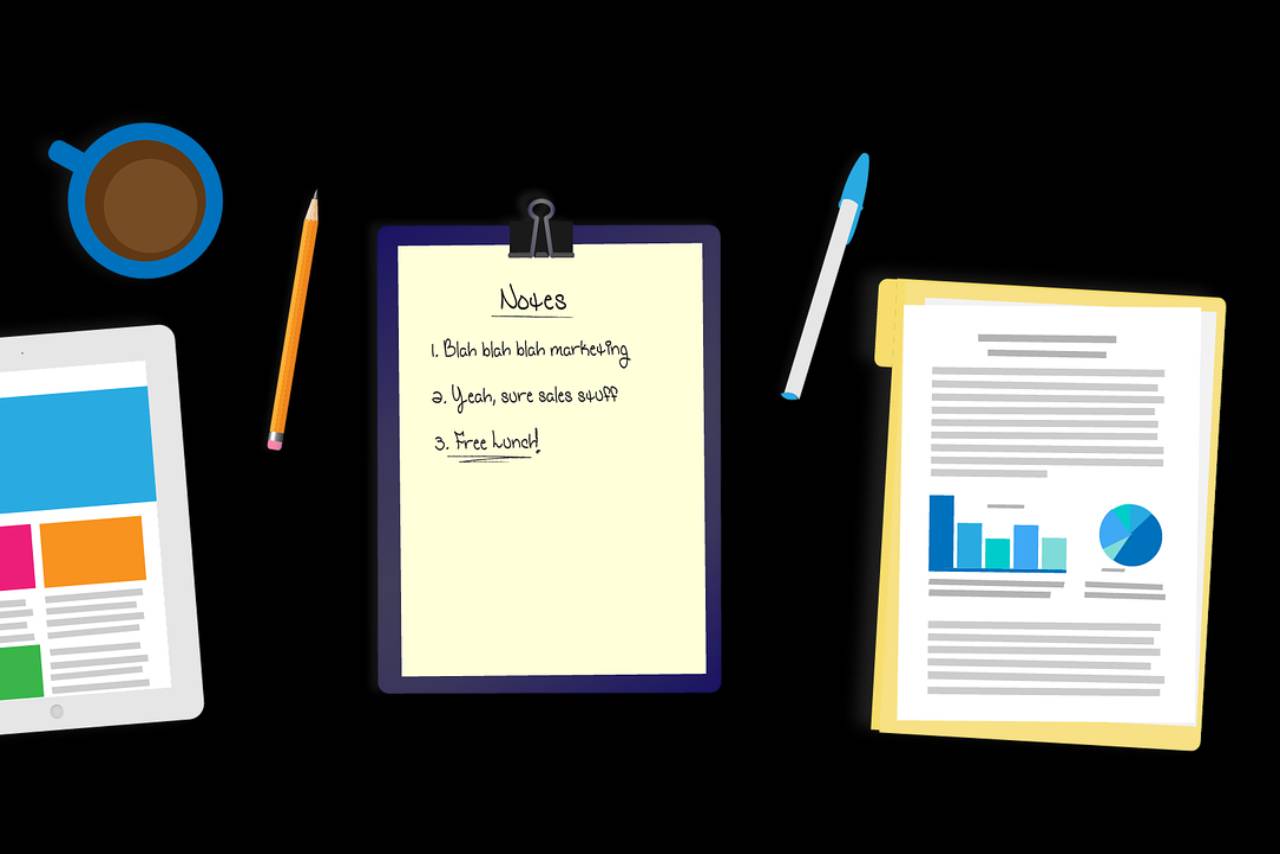 Notes
1. Blah blah blah marketing
2. Yeah, sure sales stuff
3. Free Lunch!